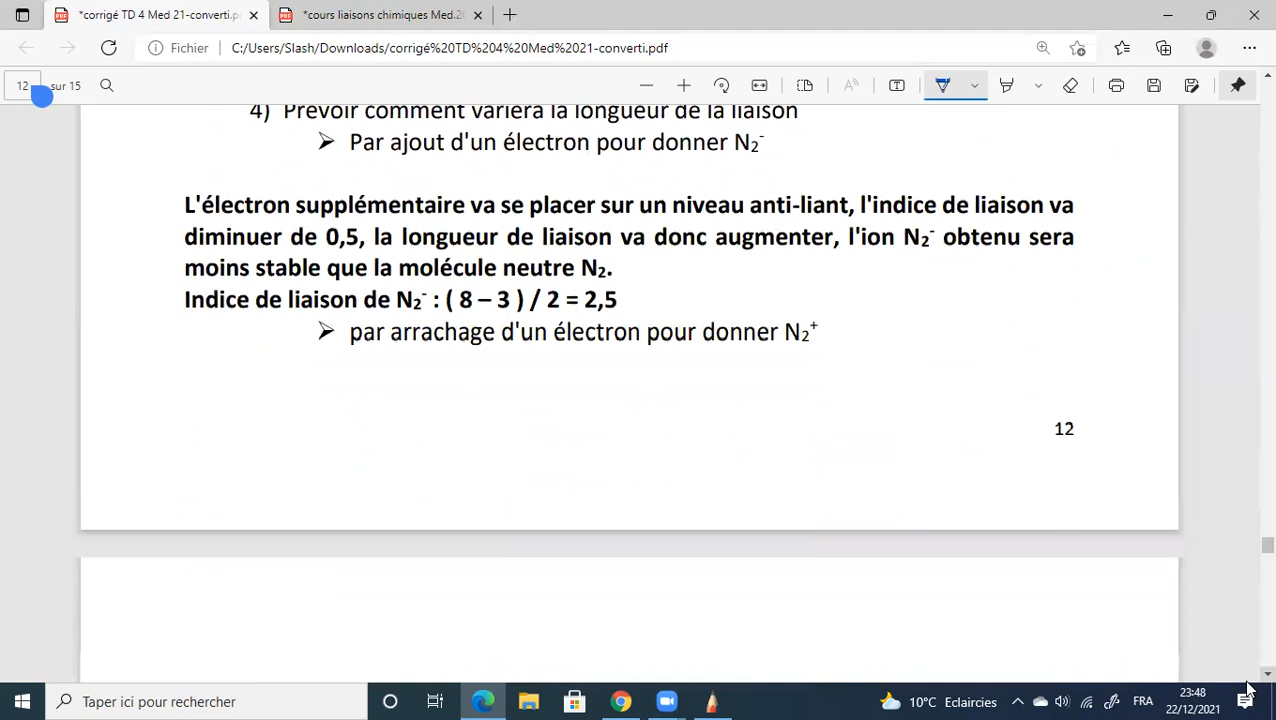 *corrigé TD 4 Med 21-converti.p
*cours liaisons chimiques Med.20
Fichier
C:/Users/Slash/Downloads/corrigé%20TD%204%20Med%2021-converti.pdf
12 sur 15
4) Prévoir comment variera la longueur de la liaison
➢ Par ajout d'un électron pour donner N₂⁻
L'électron supplémentaire va se placer sur un niveau anti-liant, l'indice de liaison va
diminuer de 0,5, la longueur de liaison va donc augmenter, l'ion N₂⁻ obtenu sera
moins stable que la molécule neutre N₂.
Indice de liaison de N₂⁻ : ( 8 – 3 ) / 2 = 2,5
➢ par arrachage d'un électron pour donner N₂⁺
12
Taper ici pour rechercher
10°C Eclaircies
FRA
23:48
22/12/2021